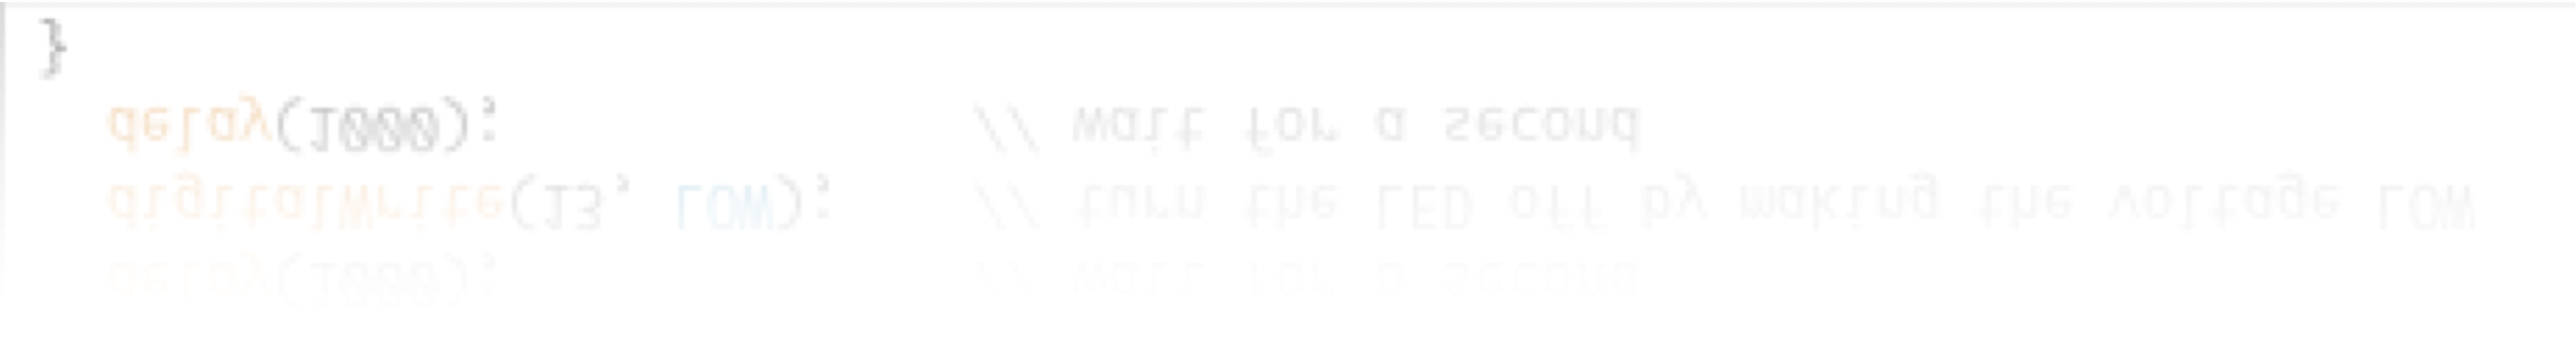 }
delay(1000); // wait for a second
digitalWrite(13, LOW); // turn the LED off by making the voltage LOW
delay(1000); // wait for a second